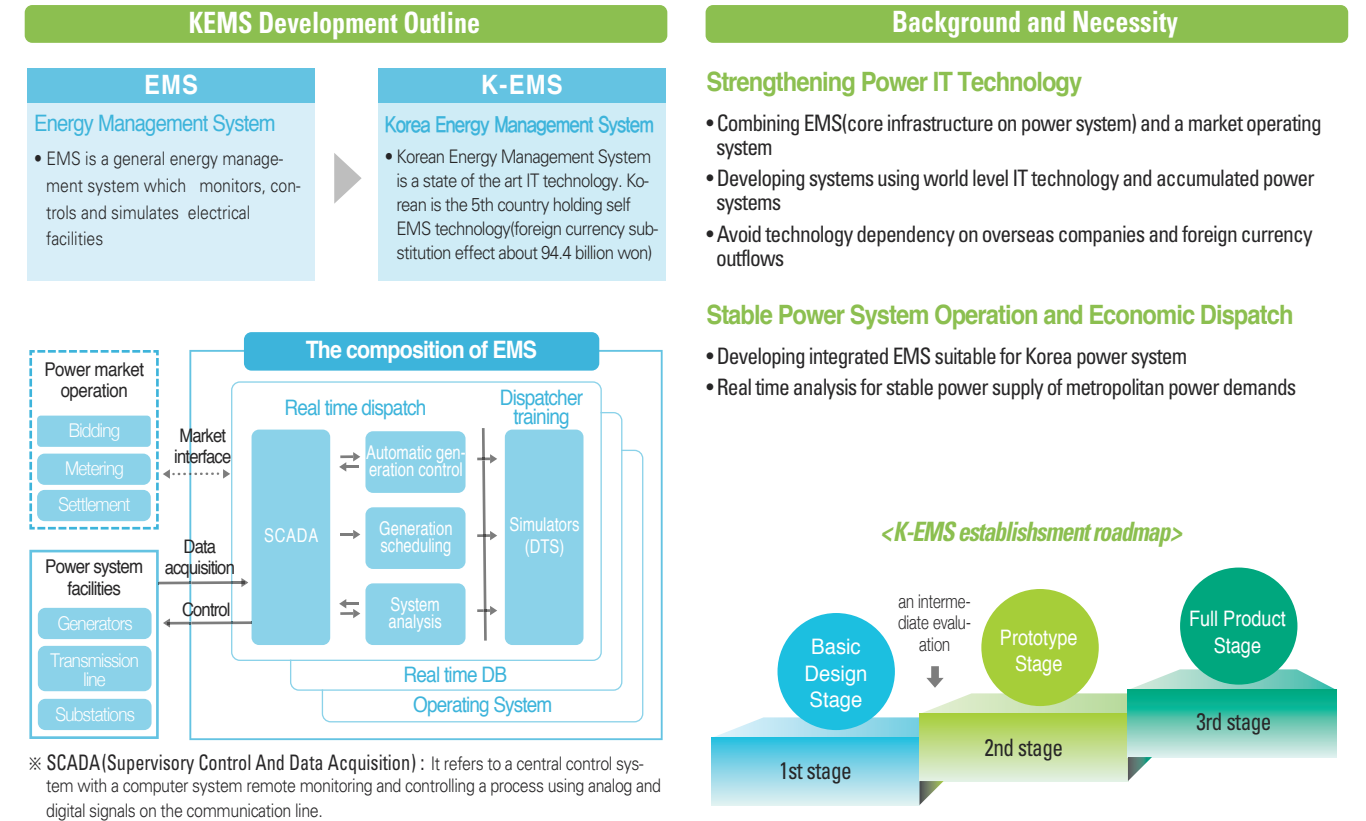 KEMS Development Outline
EMS
Energy Management System
• EMS is a general energy manage-
ment system which monitors, con-
trols and simulates electrical
facilities
K-EMS
Korea Energy Management System
• Korean Energy Management System
is a state of the art IT technology. Ko-
rean is the 5th country holding self
EMS technology(foreign currency sub-
stitution effect about 94.4 billion won)
The composition of EMS
Power market
operation
Bidding
Metering
Settlement
Market
interface
Power system
facilities
Generators
Transmission
line
Substations
Data
acquisition
Control
Real time dispatch
SCADA
Automatic gen-
eration control
Generation
scheduling
System
analysis
Dispatcher
training
Simulators
(DTS)
Real time DB
Operating System
※ SCADA(Supervisory Control And Data Acquisition) : It refers to a central control sys-
tem with a computer system remote monitoring and controlling a process using analog and
digital signals on the communication line.
Background and Necessity
Strengthening Power IT Technology
• Combining EMS(core infrastructure on power system) and a market operating
system
• Developing systems using world level IT technology and accumulated power
systems
• Avoid technology dependency on overseas companies and foreign currency
outflows
Stable Power System Operation and Economic Dispatch
• Developing integrated EMS suitable for Korea power system
• Real time analysis for stable power supply of metropolitan power demands
<K-EMS establishsment roadmap>
Basic
Design
Stage
1st stage
an interme-
diate evalu-
ation
Prototype
Stage
2nd stage
Full Product
Stage
3rd stage